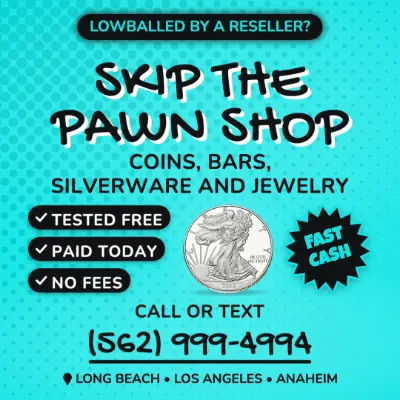 LOWBALLED BY A RESELLER?
SKIP THE
PAWN SHOP
COINS, BARS,
SILVERWARE AND JEWELRY
TESTED FREE
PAID TODAY
NO FEES
FAST
CASH
CALL OR TEXT
(562) 999-4994
LONG BEACH • LOS ANGELES • ANAHEIM